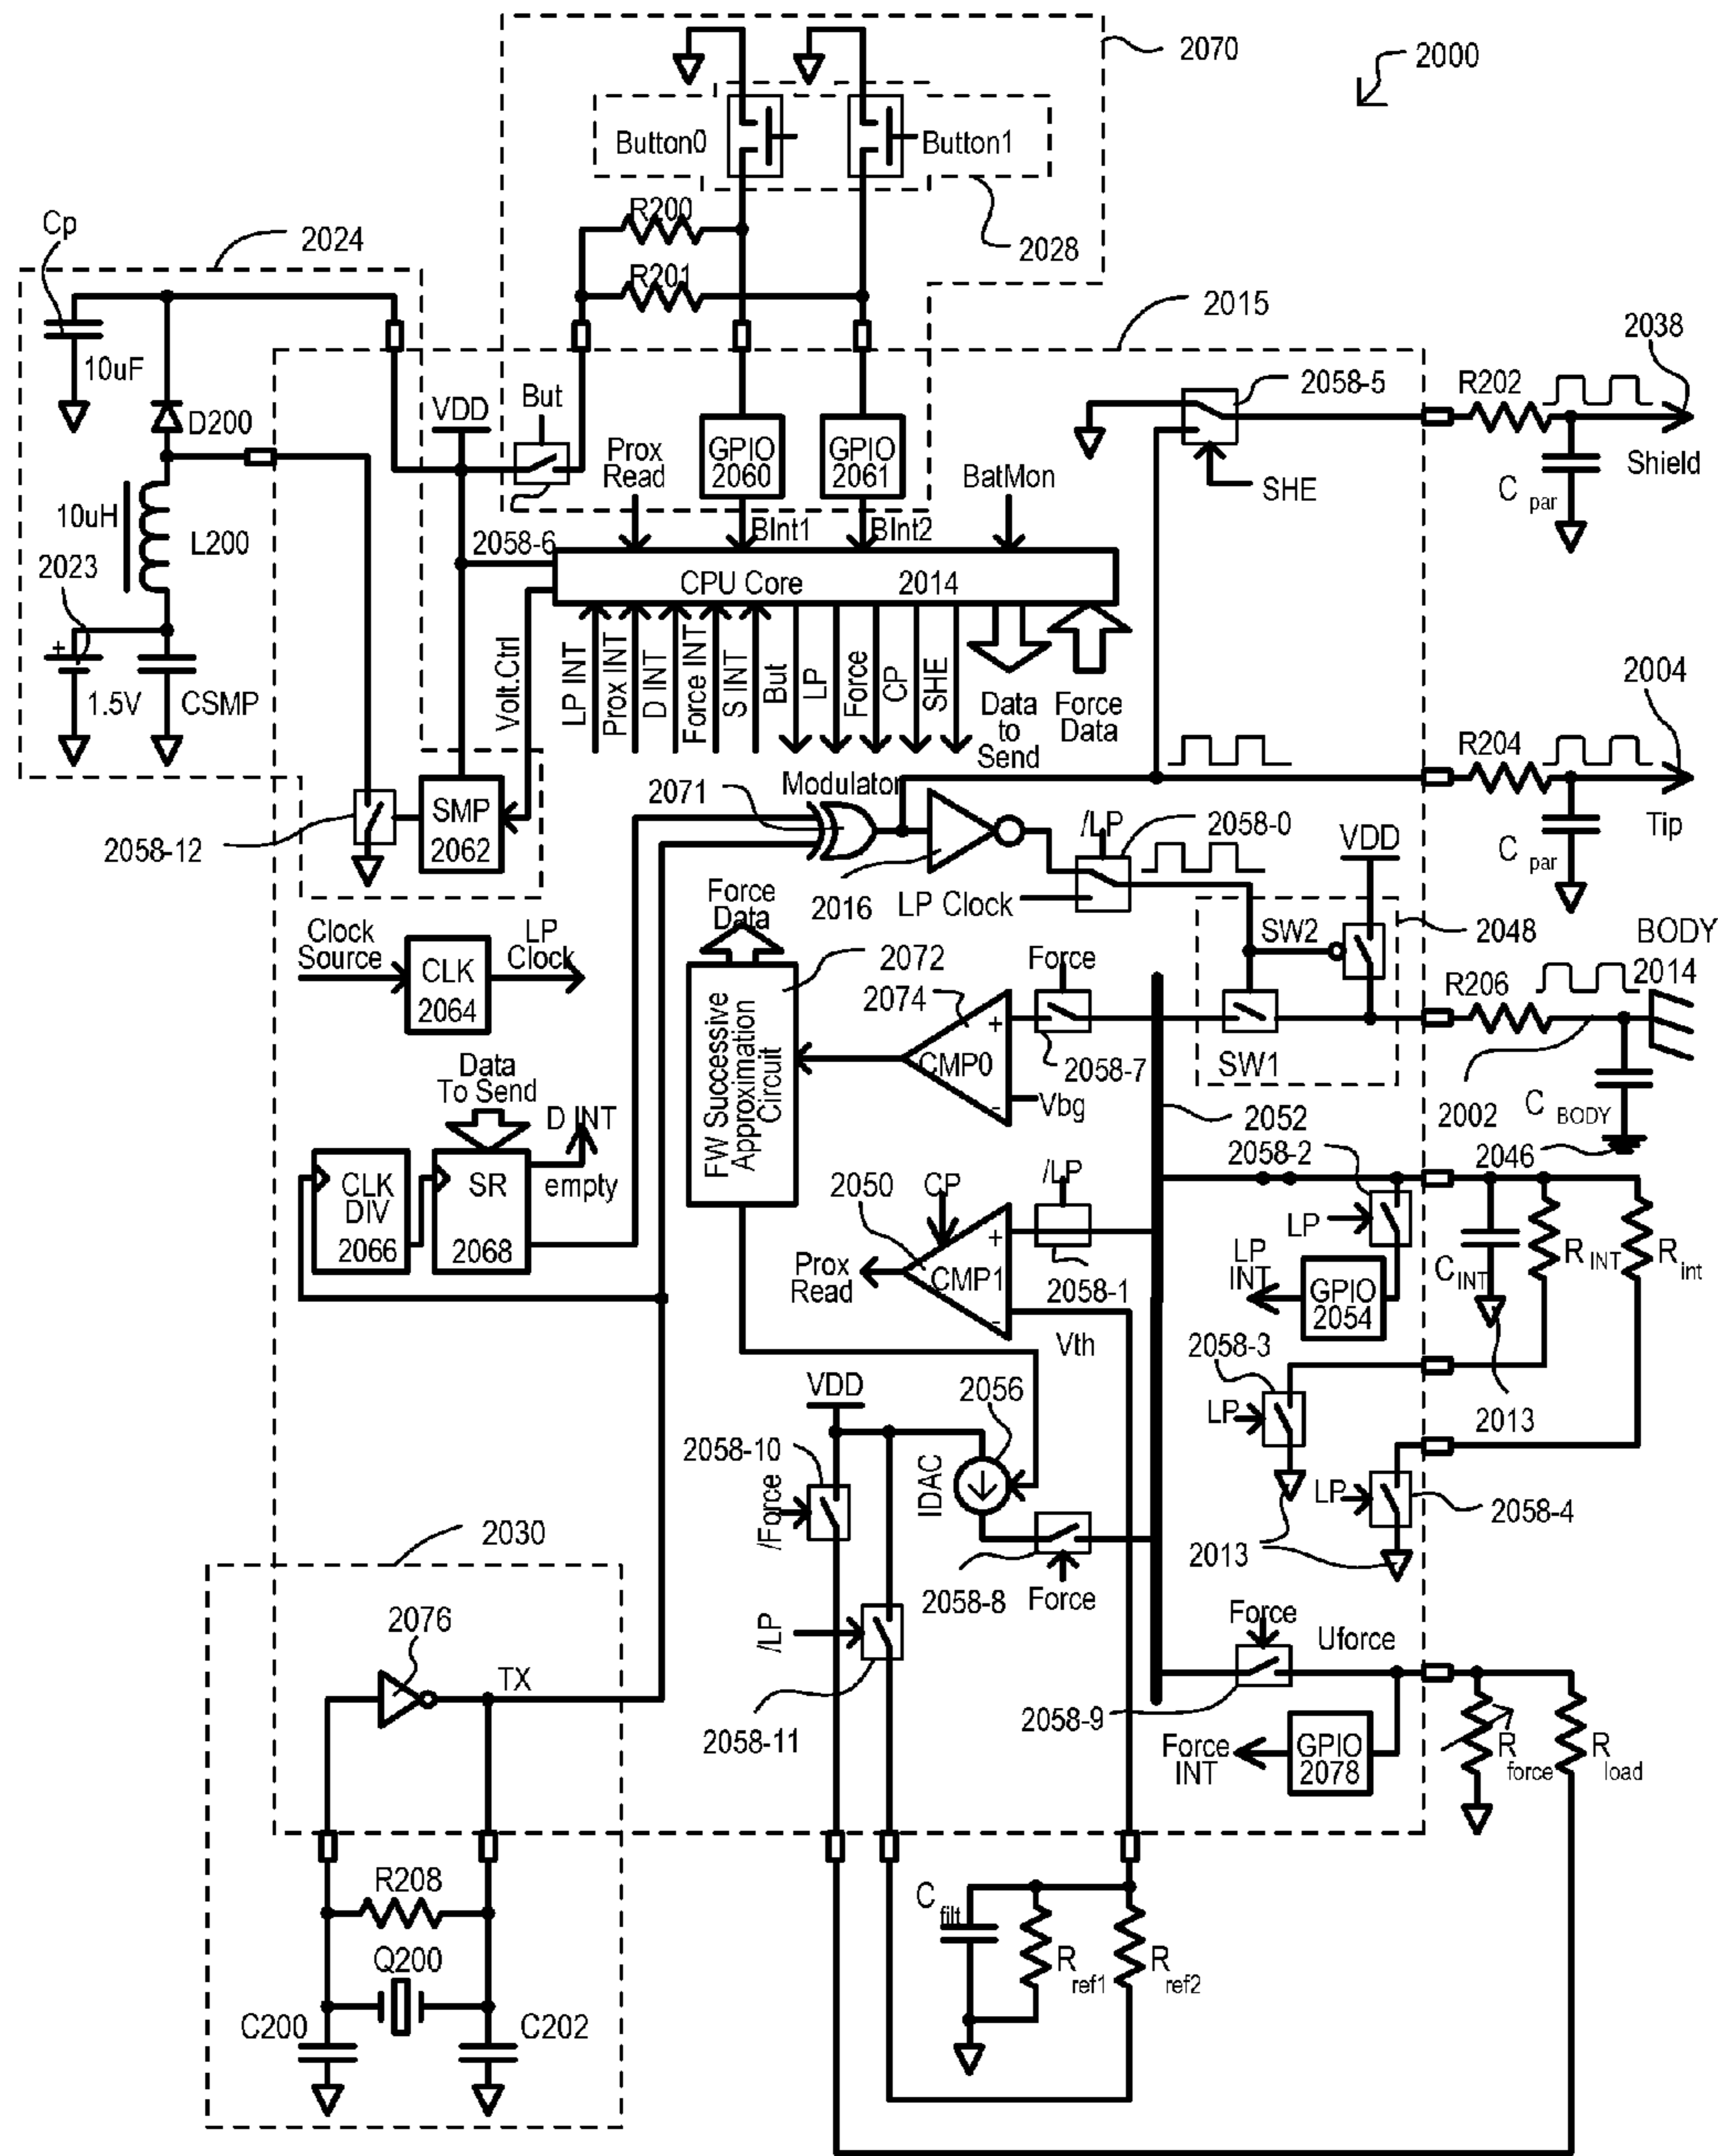 2070
2000
Button0
Button1
R200
2028
R201
Cp
2024
2015
2038
10uF
But
2058-5
R202
VDD
D200
Prox
Read
GPIO
2060
GPIO
2061
BatMon
SHE
C par
Shield
10uH
L200
BInt1
BInt2
2058-6
2023
CPU Core 2014
+
1.5V
CSMP
Volt.Ctrl
LP INT
Prox INT
D INT
Force INT
S INT
But
LP
Force
CP
SHE
Data
to
Send
Force
Data
2004
R204
Modulator
2071
SMP
2062
2058-12
/LP
2058-0
VDD
Tip
C par
Force
Data
2016
LP Clock
Clock
Source
LP
Clock
CLK
2064
2072
2074
Force
SW2
2048
BODY
2014
R206
+
CMP0
2058-7
SW1
-
Vbg
FW Successive
Approximation
Circuit
2052
2002
C BODY
Data
To Send
D INT
empty
2058-2
2046
CLK
DIV
2066
SR
2068
2050
CP
/LP
+
LP
LP
INT
GPIO
2054
C INT
R INT
R int
Prox
Read
CMP1
2058-1
-
Vth
2058-3
VDD
2056
LP
2013
2058-10
/Force
IDAC
LP
2058-4
2030
2013
2058-8
Force
2076
/LP
Force
Uforce
TX
2058-11
2058-9
Force
INT
GPIO
2078
R force
R load
R208
C filt
Q200
R ref1
R ref2
C200
C202